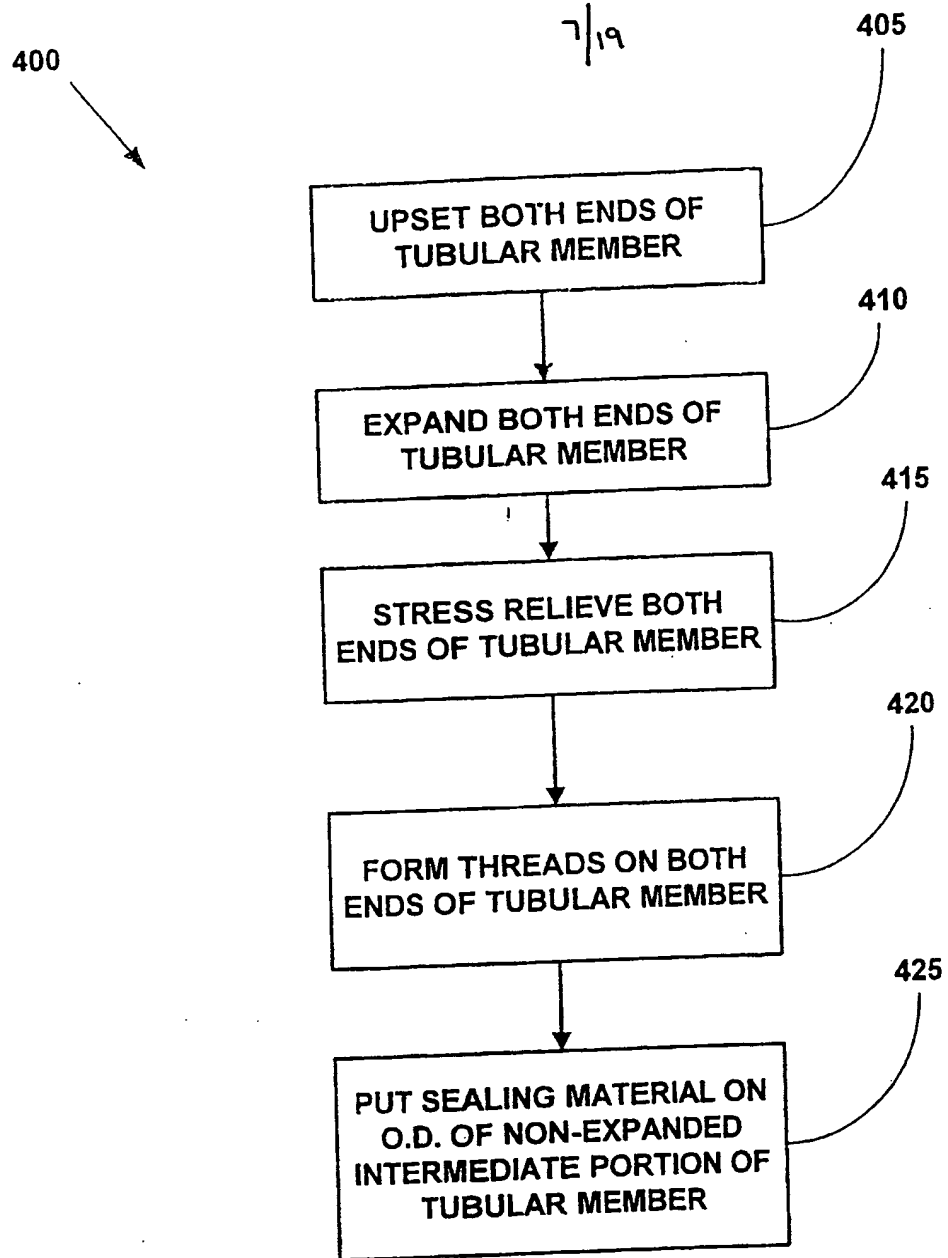 7/19
400
405
UPSET BOTH ENDS OF
TUBULAR MEMBER
410
EXPAND BOTH ENDS OF
TUBULAR MEMBER
415
STRESS RELIEVE BOTH
ENDS OF TUBULAR MEMBER
420
FORM THREADS ON BOTH
ENDS OF TUBULAR MEMBER
425
PUT SEALING MATERIAL ON
O.D. OF NON-EXPANDED
INTERMEDIATE PORTION OF
TUBULAR MEMBER